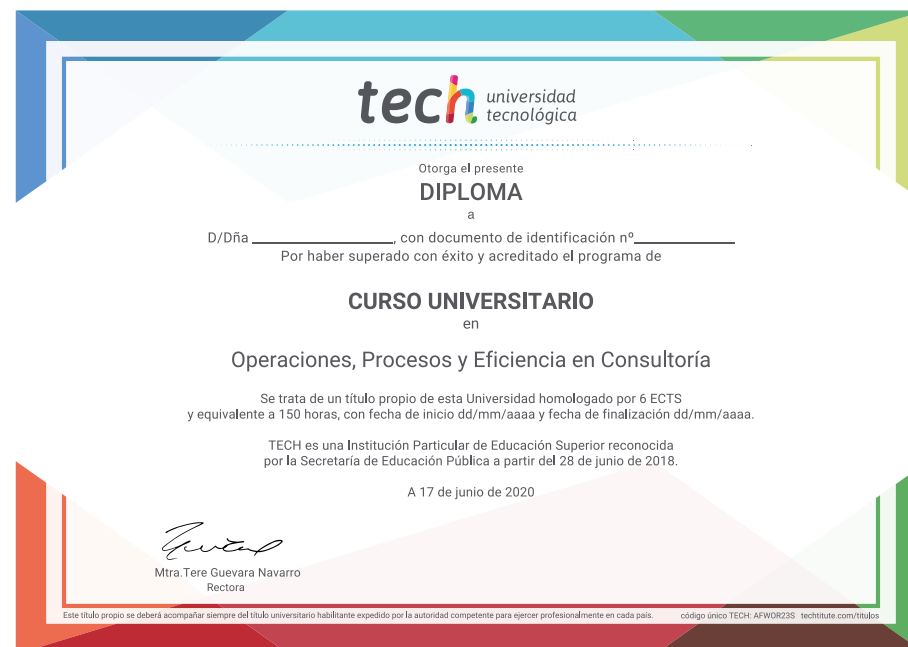 tech universidad
tecnológica
Otorga el presente
DIPLOMA
a
D/Dña ____________, con documento de identificación nº____________
Por haber superado con éxito y acreditado el programa de
CURSO UNIVERSITARIO
en
Operaciones, Procesos y Eficiencia en Consultoría
Se trata de un título propio de esta Universidad homologado por 6 ECTS
y equivalente a 150 horas, con fecha de inicio dd/mm/aaaa y fecha de finalización dd/mm/aaaa.
TECH es una Institución Particular de Educación Superior reconocida
por la Secretaría de Educación Pública a partir del 28 de junio de 2018.
A 17 de junio de 2020
Mtra.Tere Guevara Navarro
Rectora
Este título propio se deberá acompañar siempre del título universitario habilitante expedido por la autoridad competente para ejercer profesionalmente en cada país. código único TECH: AFWOR23S techtitute.com/titulos